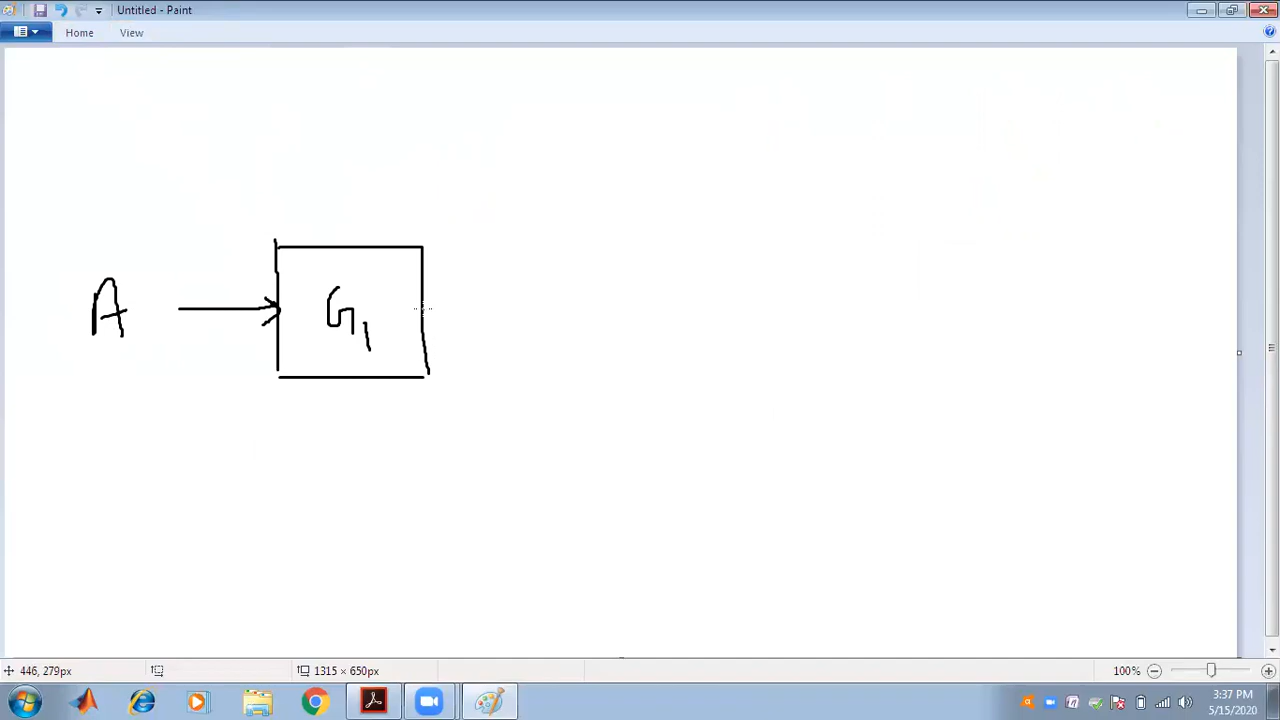 Untitled - Paint
Home View
A G1
446, 279px 1315 × 650px 100%
3:37 PM
5/15/2020